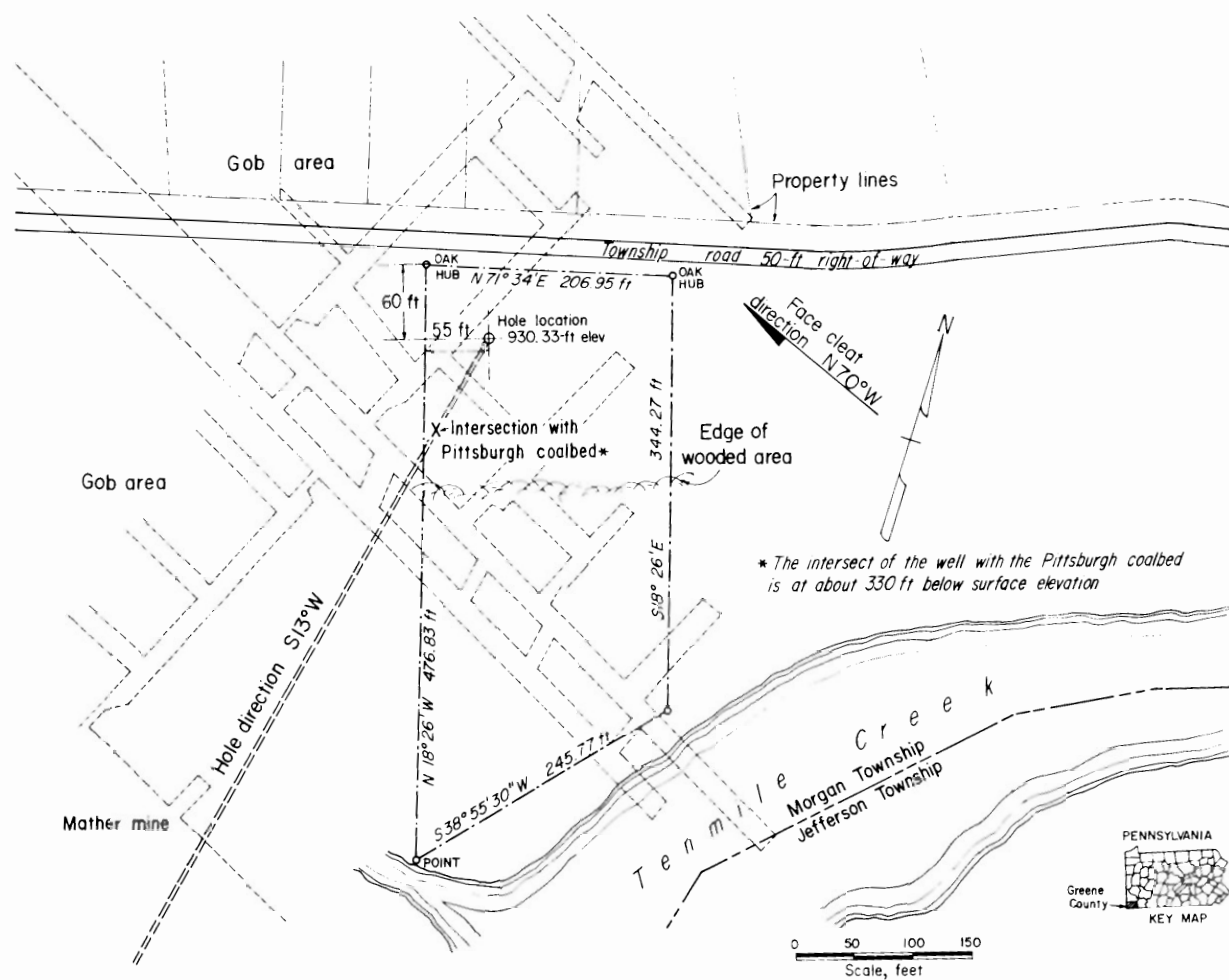 Gob area
Property lines
Township road 50-ft right-of-way
OAK
HUB
N 71° 34'E 206.95 ft
OAK
HUB
60 ft
55 ft
Hole location
930.33-ft elev
Face cleat
direction N70°W
N
X-Intersection with
Pittsburgh coalbed*
344.27 ft
Edge of
wooded area
Gob area
* The intersect of the well with the Pittsburgh coalbed
is at about 330 ft below surface elevation
S18° 26'E
Hole direction S13°W
N 18° 26' W 476.83 ft
S38° 55' 30" W 245.77 ft
Tenmile Creek
Morgan Township
Jefferson Township
Mather mine
POINT
PENNSYLVANIA
Greene
County
KEY MAP
0 50 100 150
Scale, feet